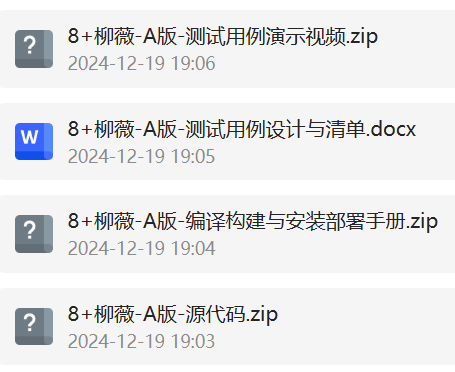 ?
8+柳薇-A版-测试用例演示视频.zip
2024-12-19 19:06
W
8+柳薇-A版-测试用例设计与清单.docx
2024-12-19 19:05
?
8+柳薇-A版-编译构建与安装部署手册.zip
2024-12-19 19:04
?
8+柳薇-A版-源代码.zip
2024-12-19 19:03